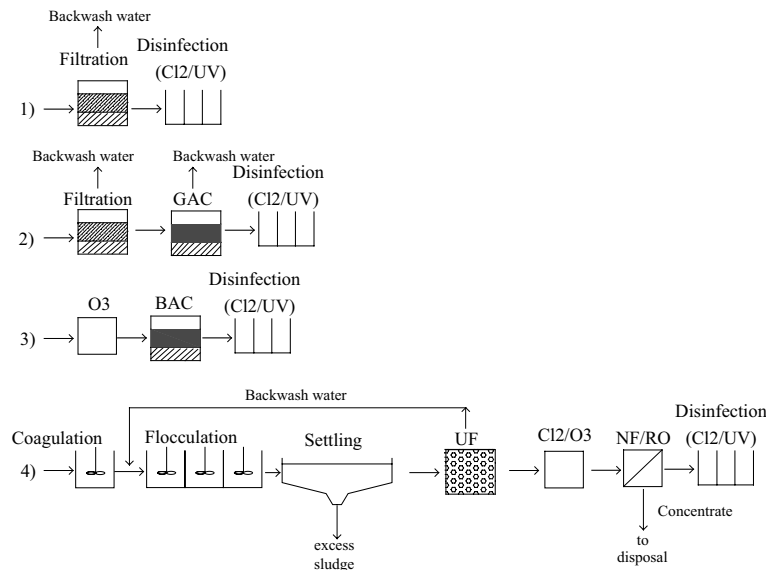 Backwash water
Filtration
Disinfection
(Cl2/UV)
1)
Backwash water
Backwash water
Filtration
GAC
Disinfection
(Cl2/UV)
2)
O3
BAC
Disinfection
(Cl2/UV)
3)
Backwash water
Coagulation
Flocculation
Settling
UF
Cl2/O3
NF/RO
Disinfection
(Cl2/UV)
4)
Concentrate
excess
sludge
to
disposal